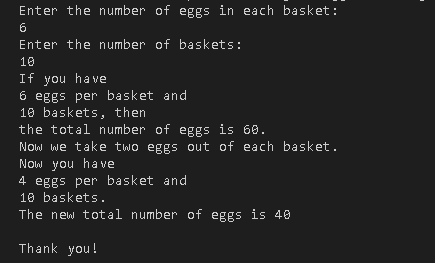 Enter the number of eggs in each basket:
6
Enter the number of baskets:
10
If you have
6 eggs per basket and
10 baskets, then
the total number of eggs is 60.
Now we take two eggs out of each basket.
Now you have
4 eggs per basket and
10 baskets.
The new total number of eggs is 40
Thank you!